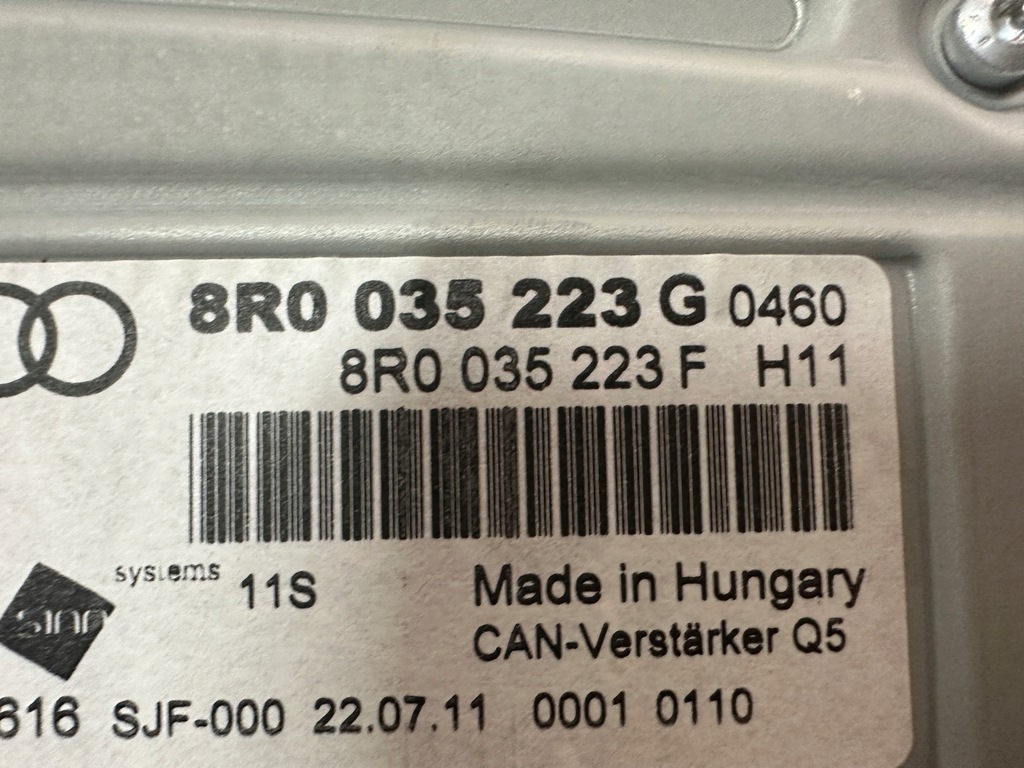 8R0 035 223 G 0460
8R0 035 223 F H11
systems 11S
Made in Hungary
CAN-Verstärker Q5
616 SJF-000 22.07.11 0001 0110